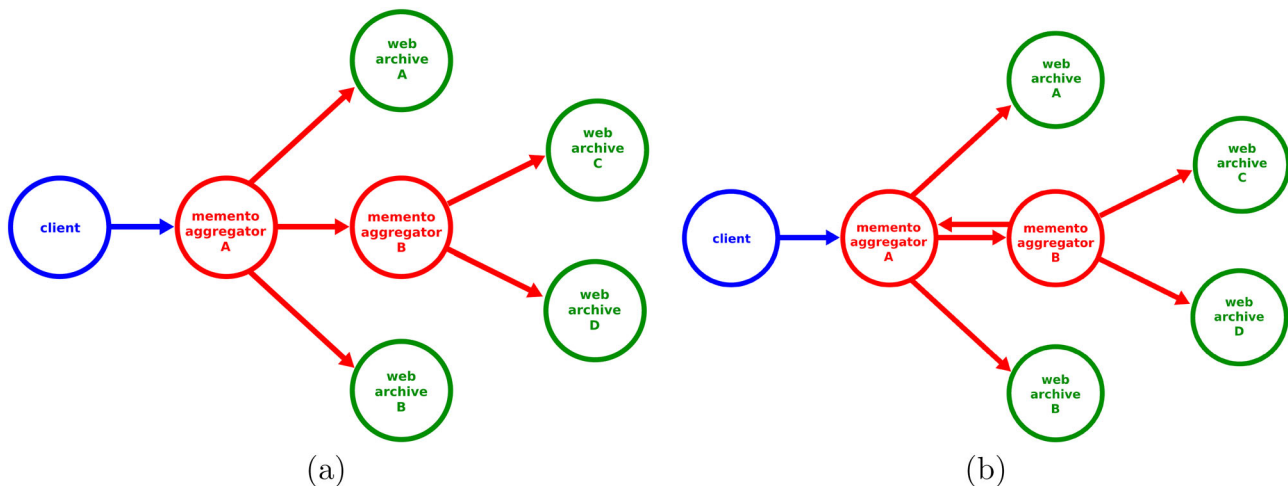 web
archive
A
web
archive
C
client
memento
aggregator
A
memento
aggregator
B
web
archive
D
web
archive
B
(a)
web
archive
A
web
archive
C
client
memento
aggregator
A
memento
aggregator
B
web
archive
D
web
archive
B
(b)